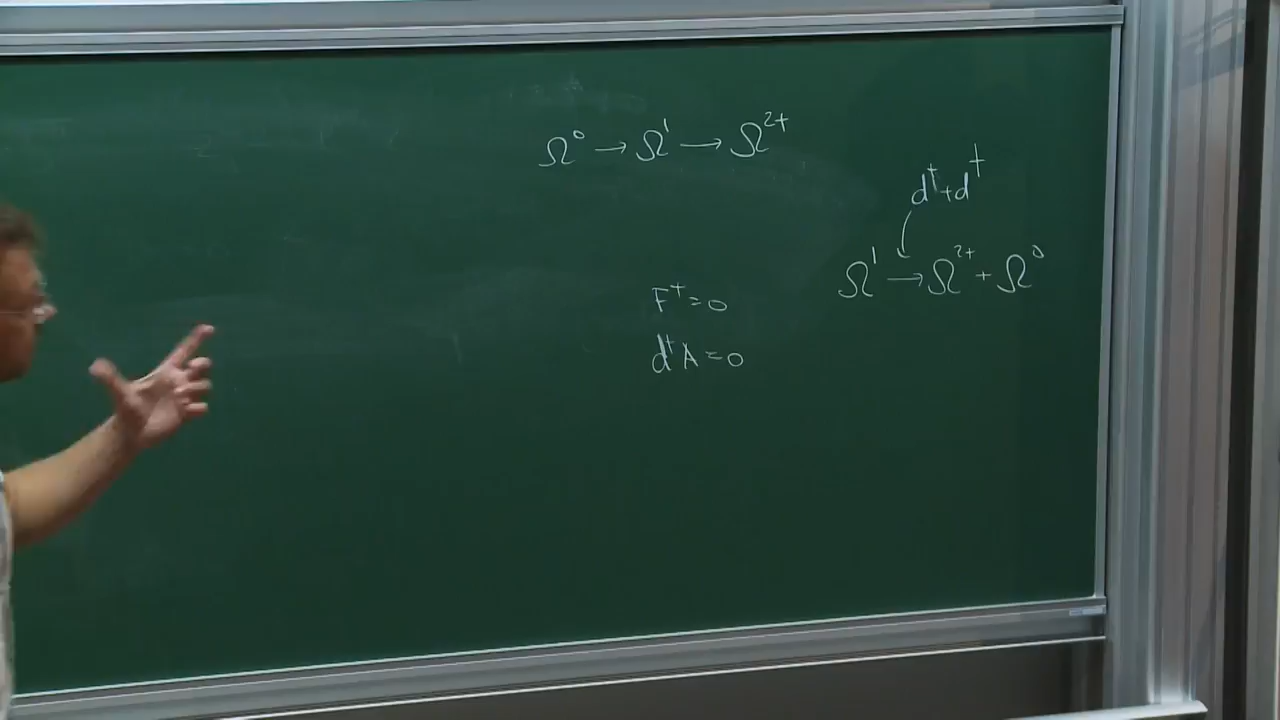 Ω⁰ → Ω¹ → Ω²⁺
d⁺ + d†
Ω¹ → Ω²⁺ + Ω⁰
F⁺ = 0
d†A = 0